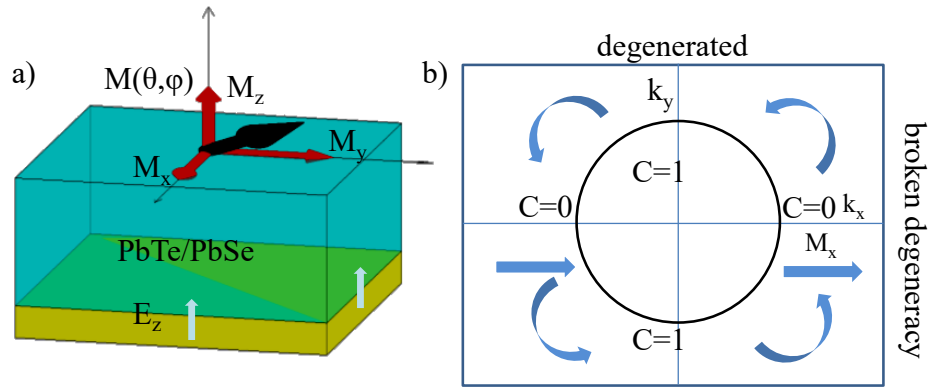 a)
M(θ,φ)
M_z
M_y
M_x
PbTe/PbSe
E_z
b)
degenerated
k_y
C=1
C=0
C=0 k_x
M_x
C=1
broken degeneracy